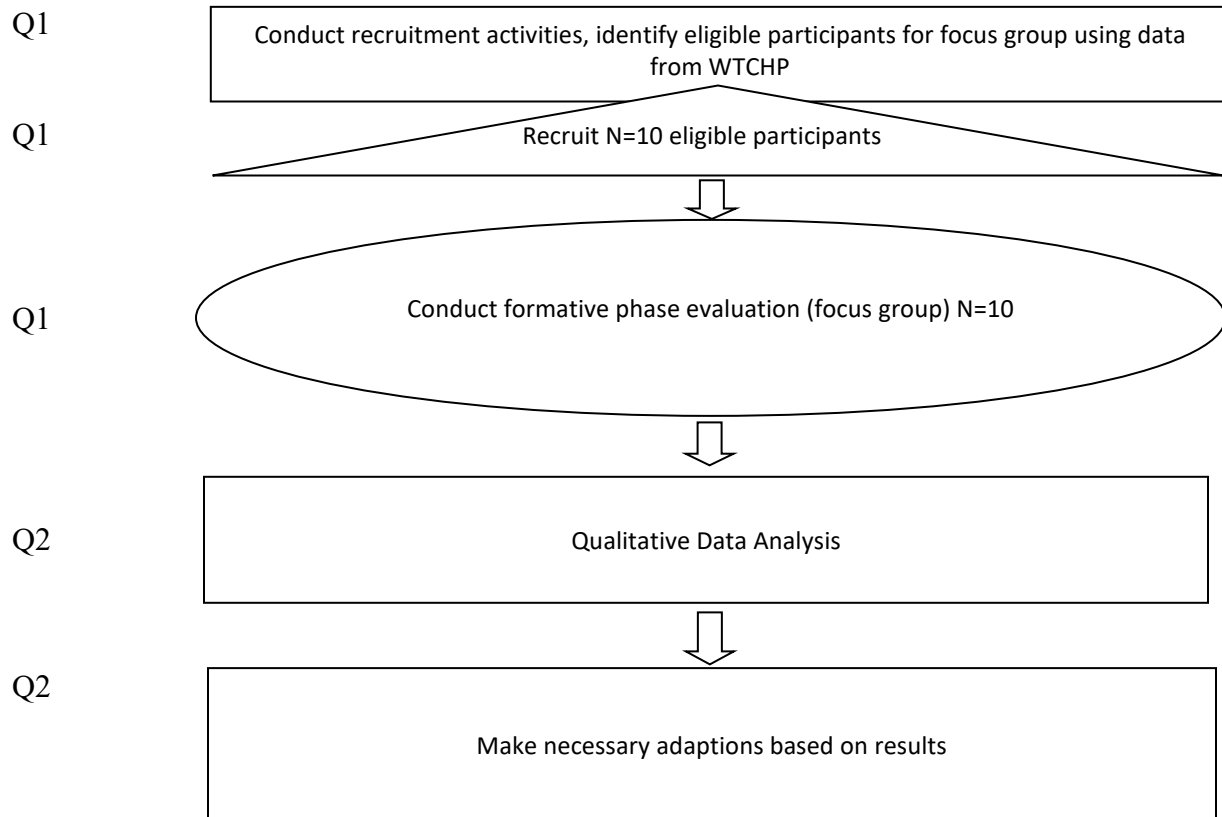 Q1
Conduct recruitment activities, identify eligible participants for focus group using data
from WTCHP
Q1
Recruit N=10 eligible participants
Q1
Conduct formative phase evaluation (focus group) N=10
Q2
Qualitative Data Analysis
Q2
Make necessary adaptions based on results